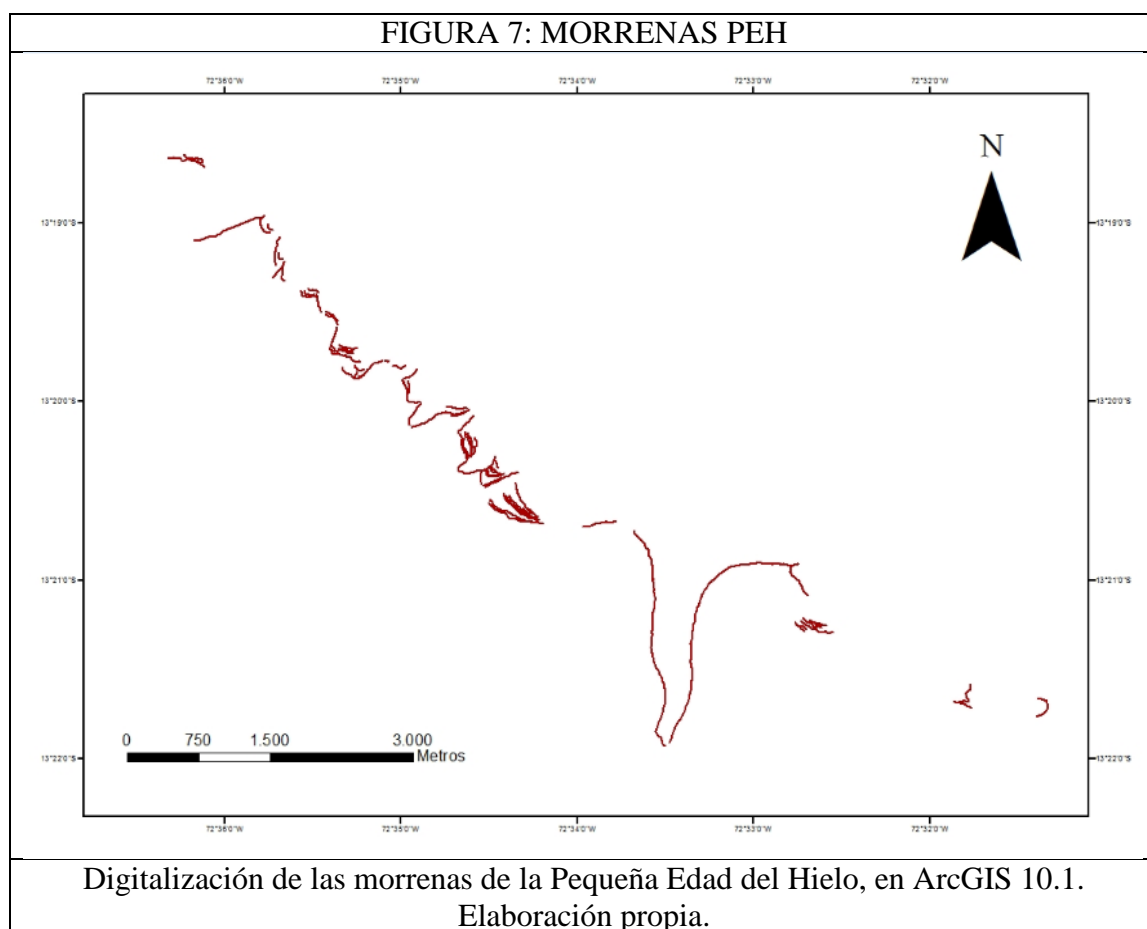 FIGURA 7: MORRENAS PEH
72°36'0"W 72°35'0"W 72°34'0"W 72°33'0"W 72°32'0"W
N
13°19'0"S 13°19'0"S
13°20'0"S 13°20'0"S
13°21'0"S 13°21'0"S
0 750 1.500 3.000
Metros
13°22'0"S 13°22'0"S
72°36'0"W 72°35'0"W 72°34'0"W 72°33'0"W 72°32'0"W
Digitalización de las morrenas de la Pequeña Edad del Hielo, en ArcGIS 10.1.
Elaboración propia.